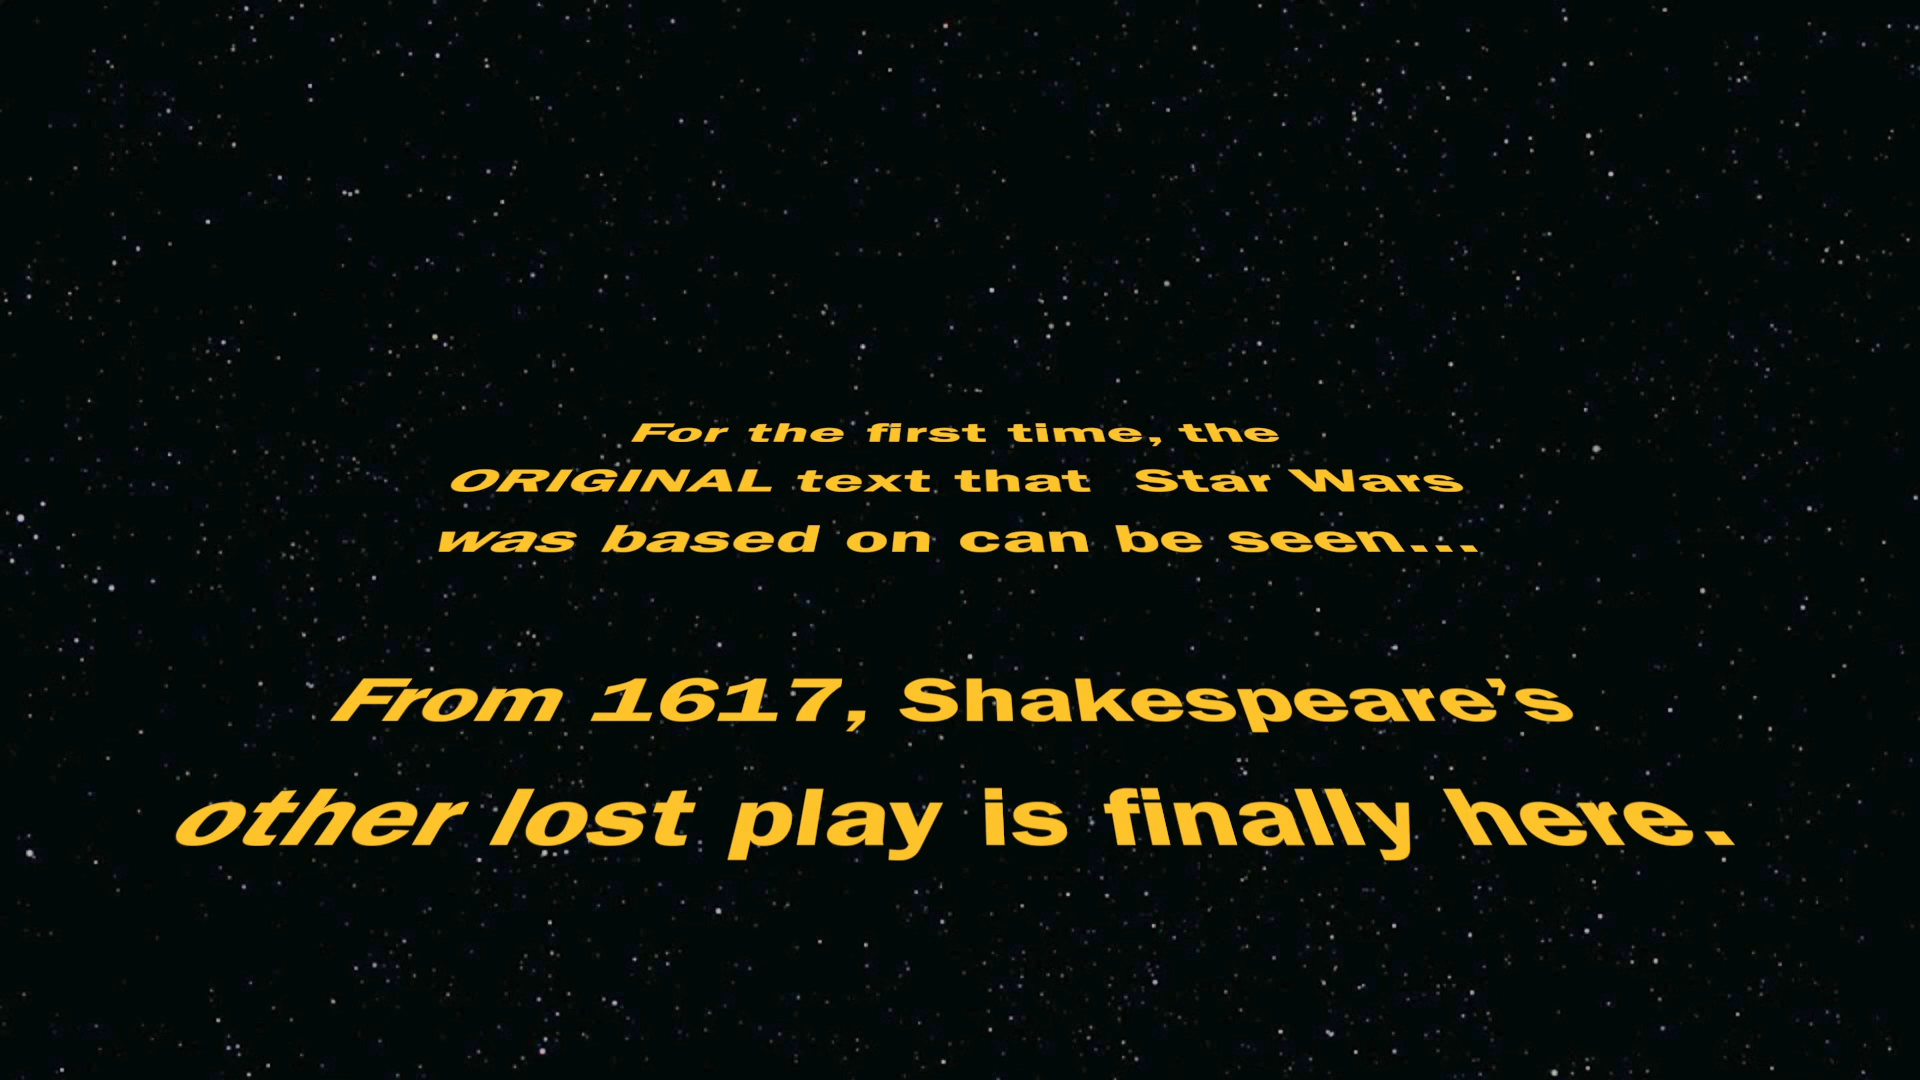 For the first time, the
ORIGINAL text that  Star Wars
was based on can be seen...
From 1617, Shakespeare’s
other lost play is finally here.